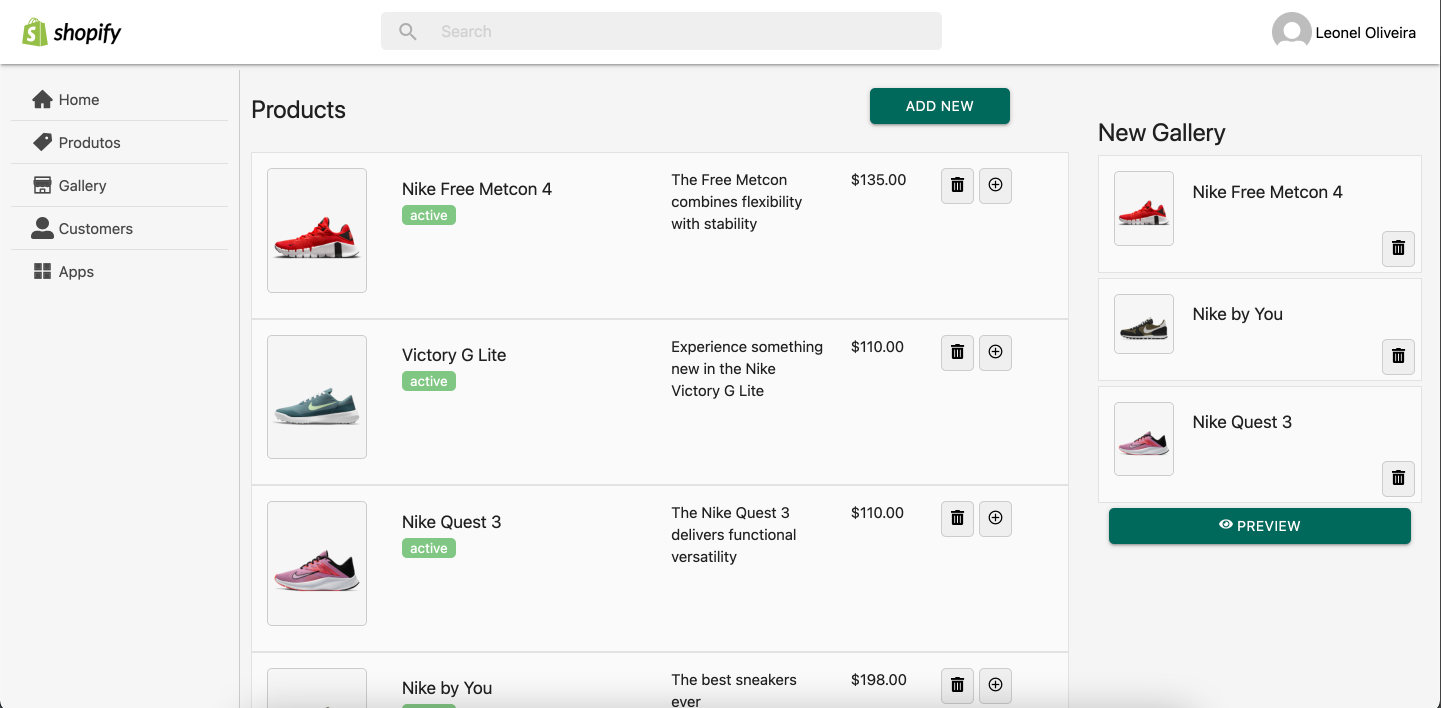 shopify
Search
Leonel Oliveira
Home
Produtos
Gallery
Customers
Apps
Products
ADD NEW
Nike Free Metcon 4
active
The Free Metcon
combines flexibility
with stability
$135.00
Victory G Lite
active
Experience something
new in the Nike
Victory G Lite
$110.00
Nike Quest 3
active
The Nike Quest 3
delivers functional
versatility
$110.00
Nike by You
The best sneakers
ever
$198.00
New Gallery
Nike Free Metcon 4
Nike by You
Nike Quest 3
PREVIEW